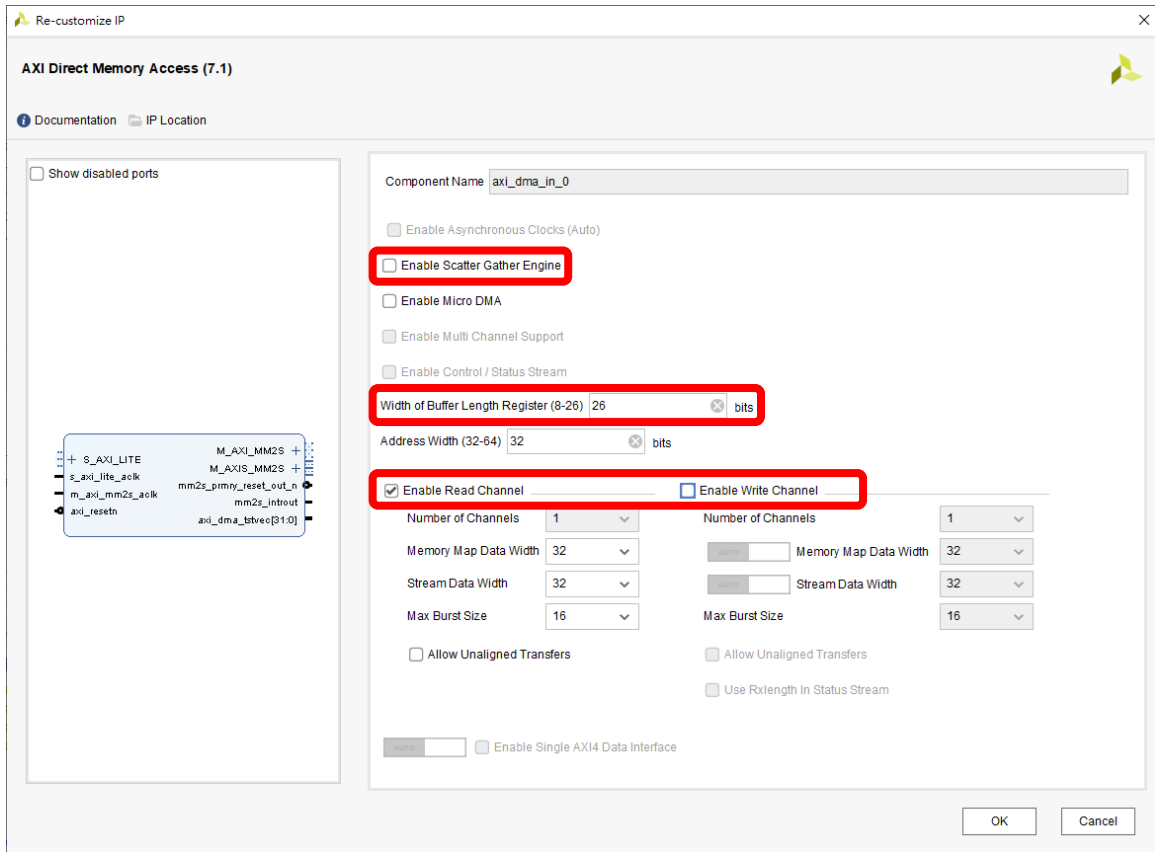 Re-customize IP
AXI Direct Memory Access (7.1)
Documentation IP Location
Show disabled ports
S_AXI_LITE
s_axi_lite_aclk
m_axi_mm2s_aclk
axi_resetn
M_AXI_MM2S
M_AXIS_MM2S
mm2s_prmry_reset_out_n
mm2s_introut
axi_dma_tstvec[31:0]
Component Name axi_dma_in_0
Enable Asynchronous Clocks (Auto)
Enable Scatter Gather Engine
Enable Micro DMA
Enable Multi Channel Support
Enable Control / Status Stream
Width of Buffer Length Register (8-26) 26 bits
Address Width (32-64) 32 bits
Enable Read Channel Enable Write Channel
Number of Channels 1 Number of Channels 1
Memory Map Data Width 32 AUTO Memory Map Data Width 32
Stream Data Width 32 AUTO Stream Data Width 32
Max Burst Size 16 Max Burst Size 16
Allow Unaligned Transfers Allow Unaligned Transfers
Use Rxlength In Status Stream
AUTO Enable Single AXI4 Data Interface
OK Cancel